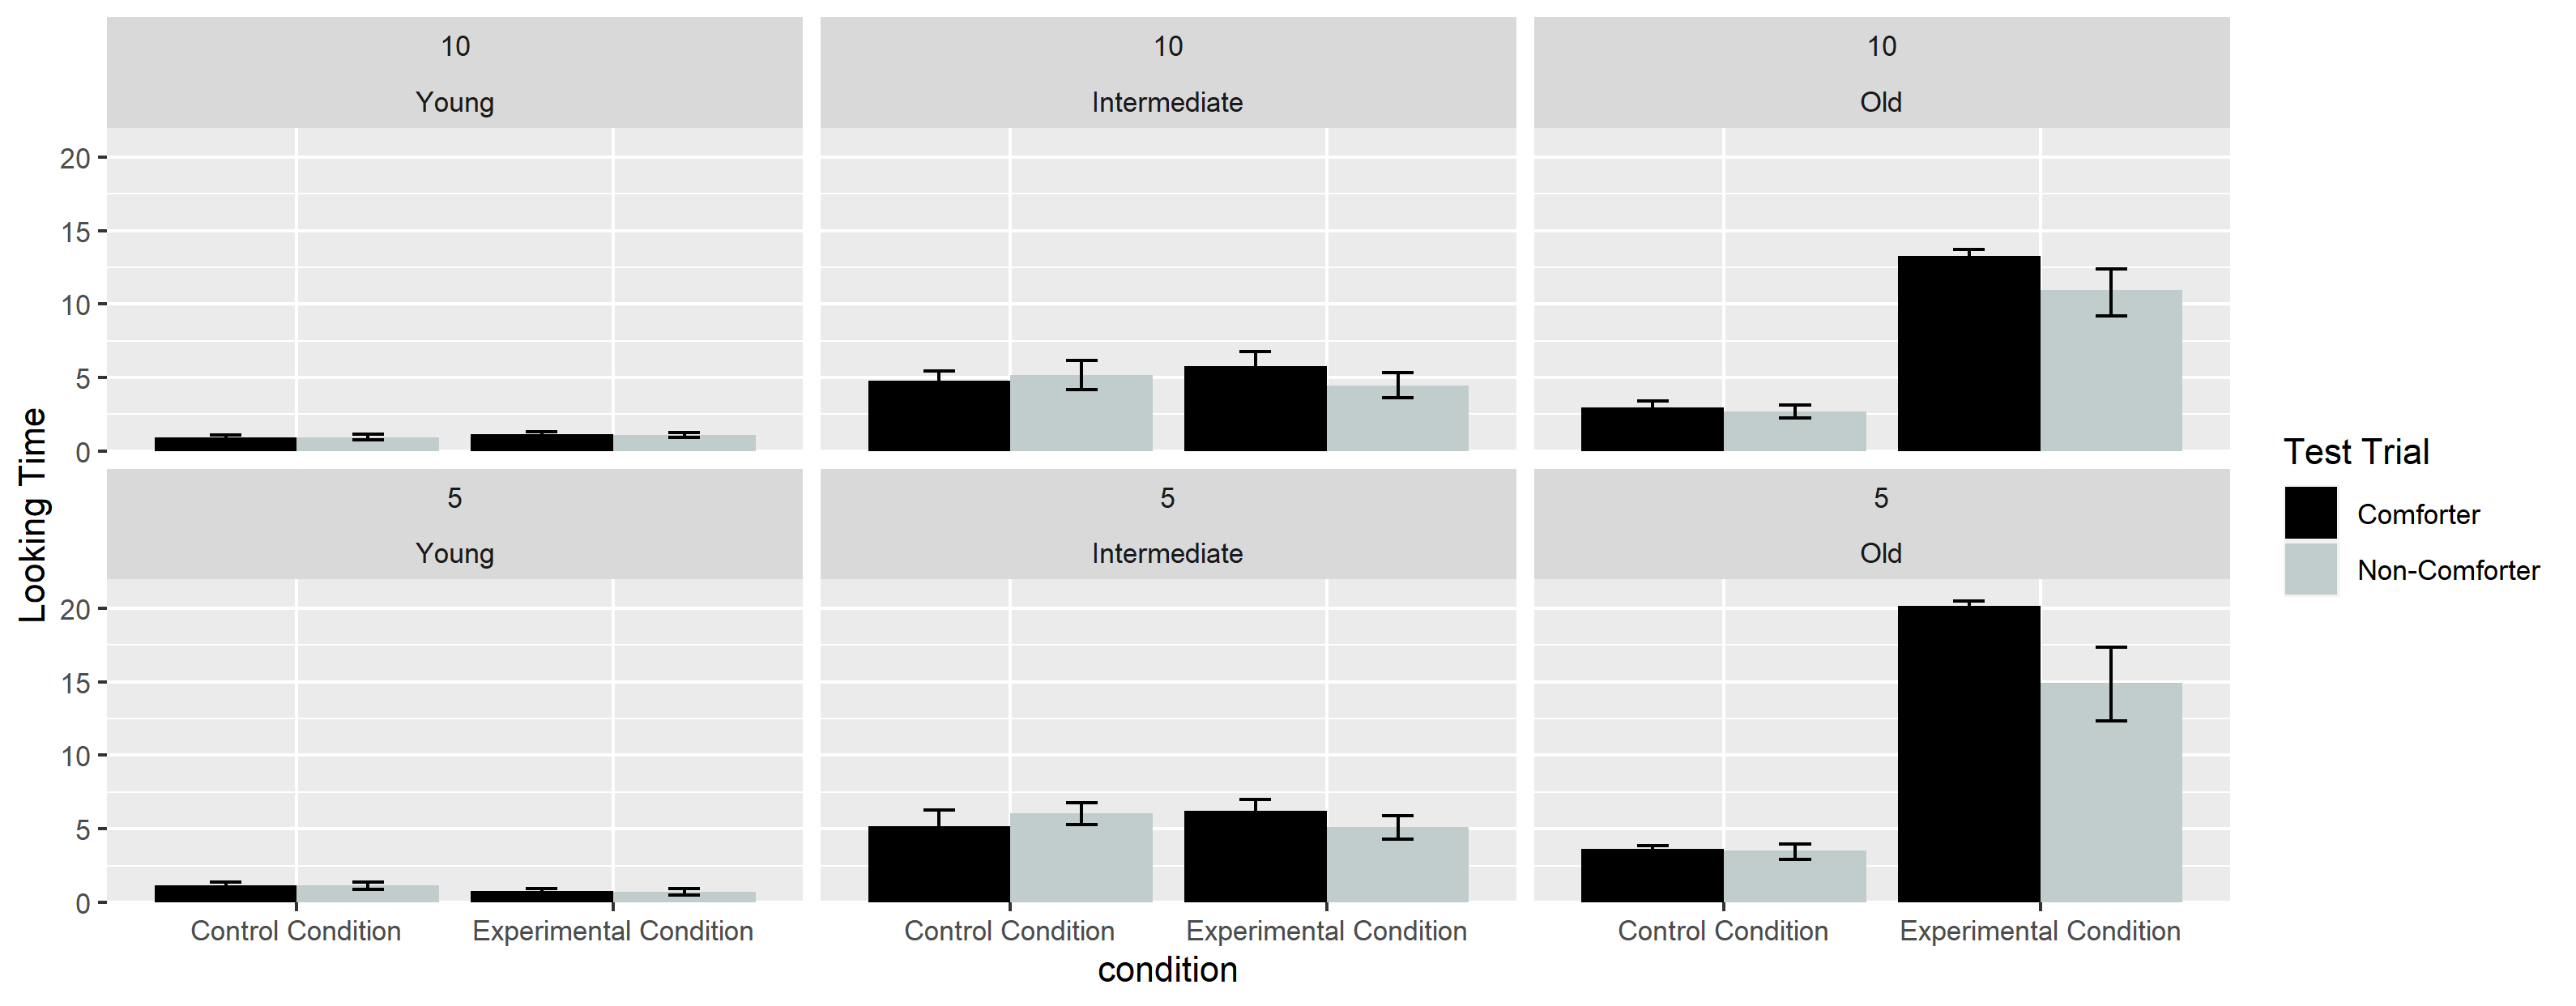 10
10
10
Young
Intermediate
Old
20
15
10
5
0
5
5
5
Young
Intermediate
Old
20
15
10
5
0
Control Condition
Experimental Condition
Control Condition
Experimental Condition
Control Condition
Experimental Condition
condition
Looking Time
Test Trial
Comforter
Non-Comforter